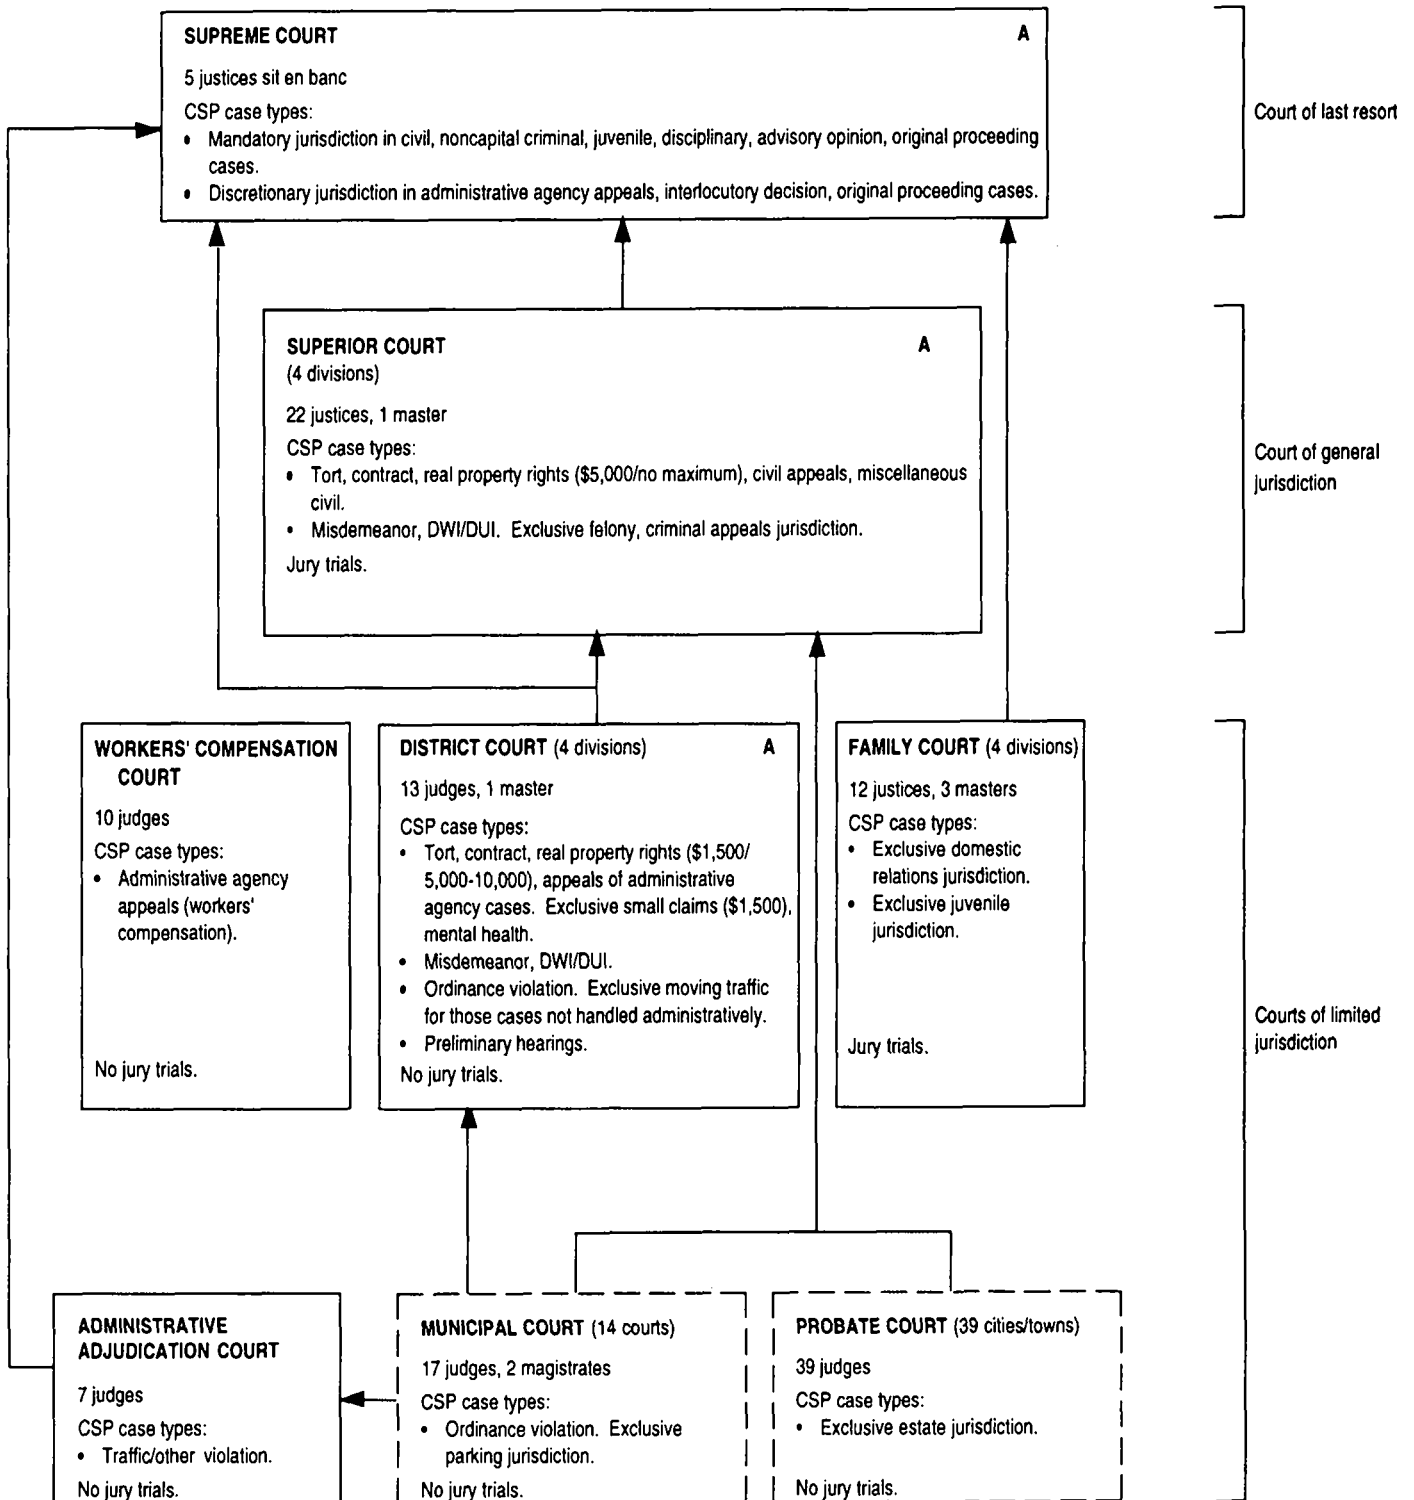 SUPREME COURT A
5 justices sit en banc
CSP case types:
• Mandatory jurisdiction in civil, noncapital criminal, juvenile, disciplinary, advisory opinion, original proceeding
cases.
• Discretionary jurisdiction in administrative agency appeals, interlocutory decision, original proceeding cases.
Court of last resort
SUPERIOR COURT A
(4 divisions)
22 justices, 1 master
CSP case types:
• Tort, contract, real property rights ($5,000/no maximum), civil appeals, miscellaneous
civil.
• Misdemeanor, DWI/DUI. Exclusive felony, criminal appeals jurisdiction.
Jury trials.
Court of general
jurisdiction
WORKERS' COMPENSATION
COURT
10 judges
CSP case types:
• Administrative agency
appeals (workers'
compensation).
No jury trials.
DISTRICT COURT (4 divisions) A
13 judges, 1 master
CSP case types:
• Tort, contract, real property rights ($1,500/
5,000-10,000), appeals of administrative
agency cases. Exclusive small claims ($1,500),
mental health.
• Misdemeanor, DWI/DUI.
• Ordinance violation. Exclusive moving traffic
for those cases not handled administratively.
• Preliminary hearings.
No jury trials.
FAMILY COURT (4 divisions)
12 justices, 3 masters
CSP case types:
• Exclusive domestic
relations jurisdiction.
• Exclusive juvenile
jurisdiction.
Jury trials.
Courts of limited
jurisdiction
ADMINISTRATIVE
ADJUDICATION COURT
7 judges
CSP case types:
• Traffic/other violation.
No jury trials.
MUNICIPAL COURT (14 courts)
17 judges, 2 magistrates
CSP case types:
• Ordinance violation. Exclusive
parking jurisdiction.
No jury trials.
PROBATE COURT (39 cities/towns)
39 judges
CSP case types:
• Exclusive estate jurisdiction.
No jury trials.